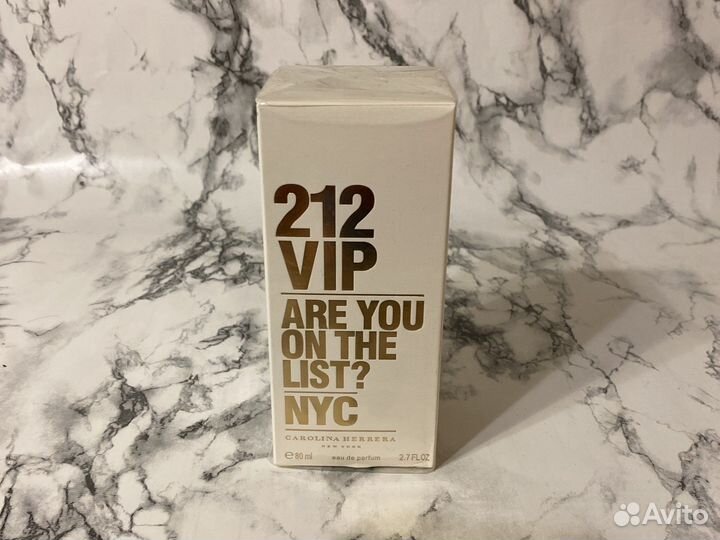 212
VIP
ARE YOU
ON THE
LIST?
NYC
CAROLINA HERRERA
NEW YORK
℮ 80 ml eau de parfum 2.7 FL.OZ.
Avito